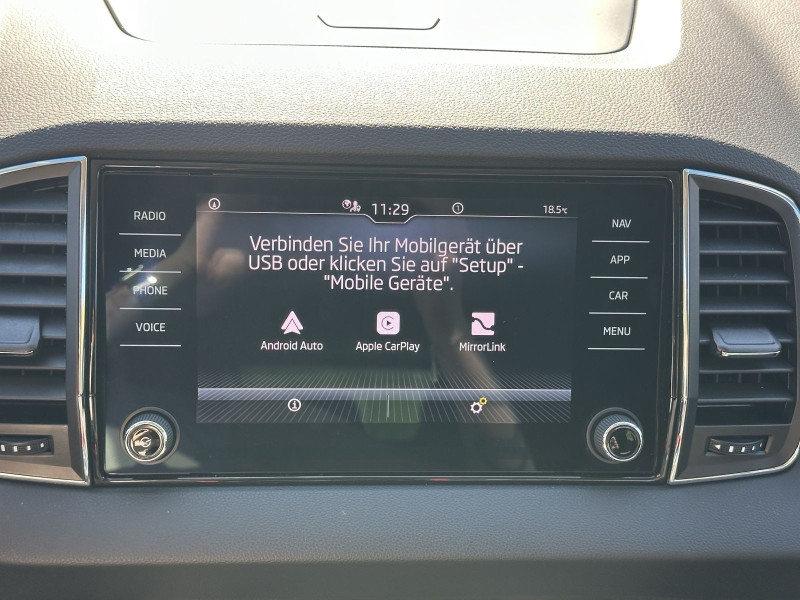 RADIO
MEDIA
PHONE
VOICE
11:29
1
18.5°C
Verbinden Sie Ihr Mobilgerät über
USB oder klicken Sie auf "Setup" -
"Mobile Geräte".
Android Auto
Apple CarPlay
MirrorLink
NAV
APP
CAR
MENU